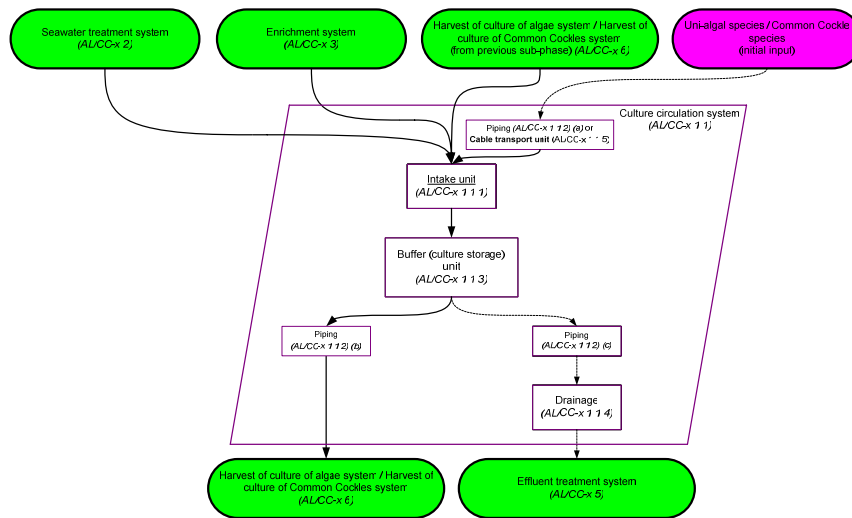 Seawater treatment system
(AL/CC-x 2)
Enrichment system
(AL/CC-x 3)
Harvest of culture of algae system / Harvest of
culture of Common Cockles system
(from previous sub-phase) (AL/CC-x 6)
Uni-algal species / Common Cockle
species
(initial input)
Culture circulation system
(AL/CC-x 1 1)
Piping (AL/CC-x 1 1 2) (a) or
Cable transport unit (AL/CC-x 1 1 5)
Intake unit
(AL/CC-x 1 1 1)
Buffer (culture storage)
unit
(AL/CC-x 1 1 3)
Piping
(AL/CC-x 1 1 2) (b)
Piping
(AL/CC-x 1 1 2) (c)
Drainage
(AL/CC-x 1 1 4)
Harvest of culture of algae system / Harvest of
culture of Common Cockles system
(AL/CC-x 6)
Effluent treatment system
(AL/CC-x 5)